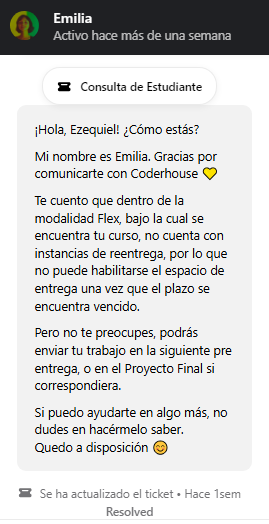 Emilia
Activo hace más de una semana
Consulta de Estudiante
¡Hola, Ezequiel! ¿Cómo estás?
Mi nombre es Emilia. Gracias por
comunicarte con Coderhouse 💛
Te cuento que dentro de la
modalidad Flex, bajo la cual se
encuentra tu curso, no cuenta con
instancias de reentrega, por lo que
no puede habilitarse el espacio de
entrega una vez que el plazo se
encuentra vencido.
Pero no te preocupes, podrás
enviar tu trabajo en la siguiente pre
entrega, o en el Proyecto Final si
correspondiera.
Si puedo ayudarte en algo más, no
dudes en hacérmelo saber.
Quedo a disposición 😊
Se ha actualizado el ticket • Hace 1sem
Resolved